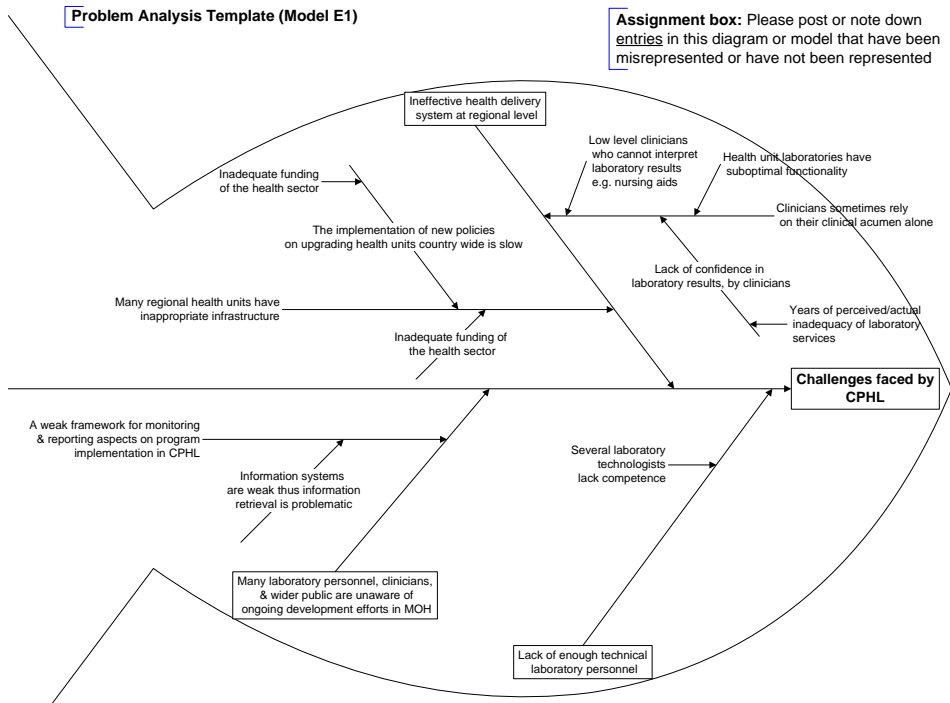 Problem Analysis Template (Model E1)
Assignment box: Please post or note down
entries in this diagram or model that have been
misrepresented or have not been represented
Ineffective health delivery
system at regional level
Low level clinicians
who cannot interpret
laboratory results
e.g. nursing aids
Health unit laboratories have
suboptimal functionality
Inadequate funding
of the health sector
Clinicians sometimes rely
on their clinical acumen alone
The implementation of new policies
on upgrading health units country wide is slow
Lack of confidence in
laboratory results, by clinicians
Many regional health units have
inappropriate infrastructure
Years of perceived/actual
inadequacy of laboratory
services
Inadequate funding of
the health sector
Challenges faced by
CPHL
A weak framework for monitoring
& reporting aspects on program
implementation in CPHL
Several laboratory
technologists
lack competence
Information systems
are weak thus information
retrieval is problematic
Many laboratory personnel, clinicians,
& wider public are unaware of
ongoing development efforts in MOH
Lack of enough technical
laboratory personnel